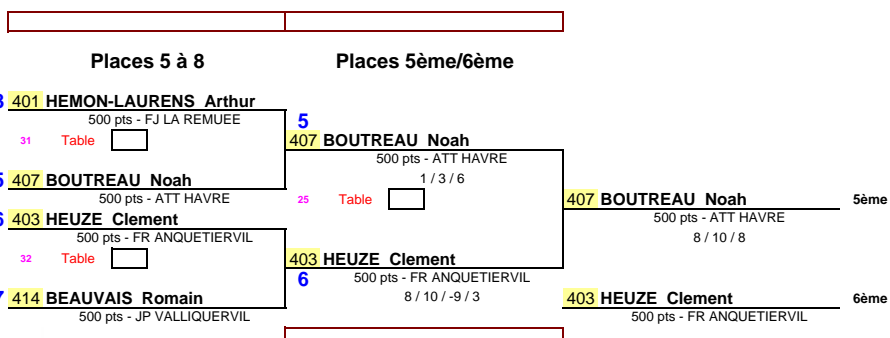 Places 5 à 8
Places 5ème/6ème
3 401 HEMON-LAURENS Arthur
500 pts - FJ LA REMUEE
31 Table
5 407 BOUTREAU Noah
500 pts - ATT HAVRE
6 403 HEUZE Clement
500 pts - FR ANQUETIERVIL
32 Table
7 414 BEAUVAIS Romain
500 pts - JP VALLIQUERVIL
5
407 BOUTREAU Noah
500 pts - ATT HAVRE
1 / 3 / 6
25 Table
403 HEUZE Clement
6
500 pts - FR ANQUETIERVIL
8 / 10 / -9 / 3
407 BOUTREAU Noah 5ème
500 pts - ATT HAVRE
8 / 10 / 8
403 HEUZE Clement 6ème
500 pts - FR ANQUETIERVIL